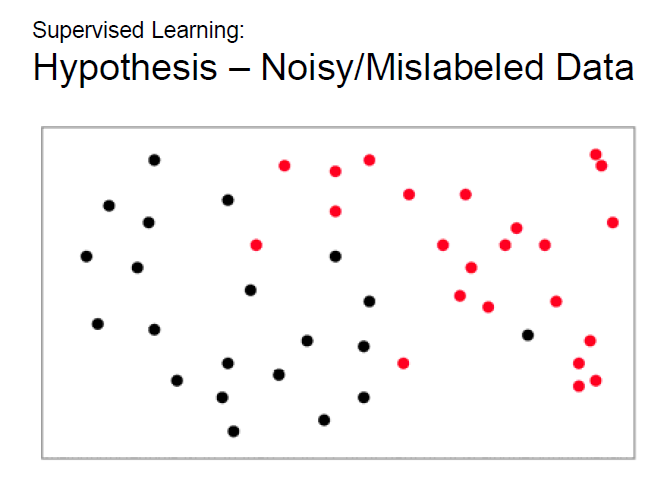 Supervised Learning:
Hypothesis – Noisy/Mislabeled Data